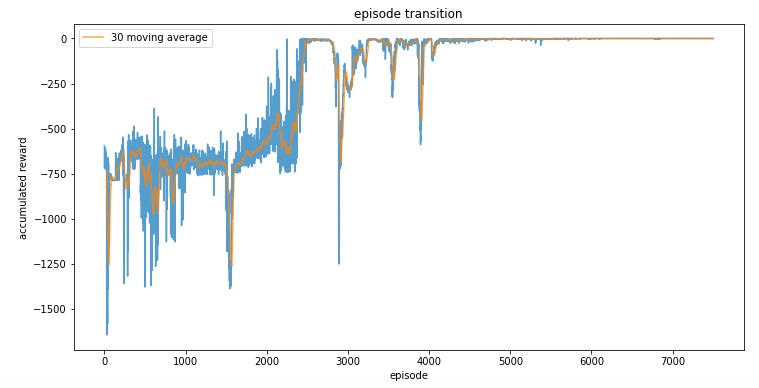 episode transition
30 moving average
accumulated reward
0
−250
−500
−750
−1000
−1250
−1500
0 1000 2000 3000 4000 5000 6000 7000
episode